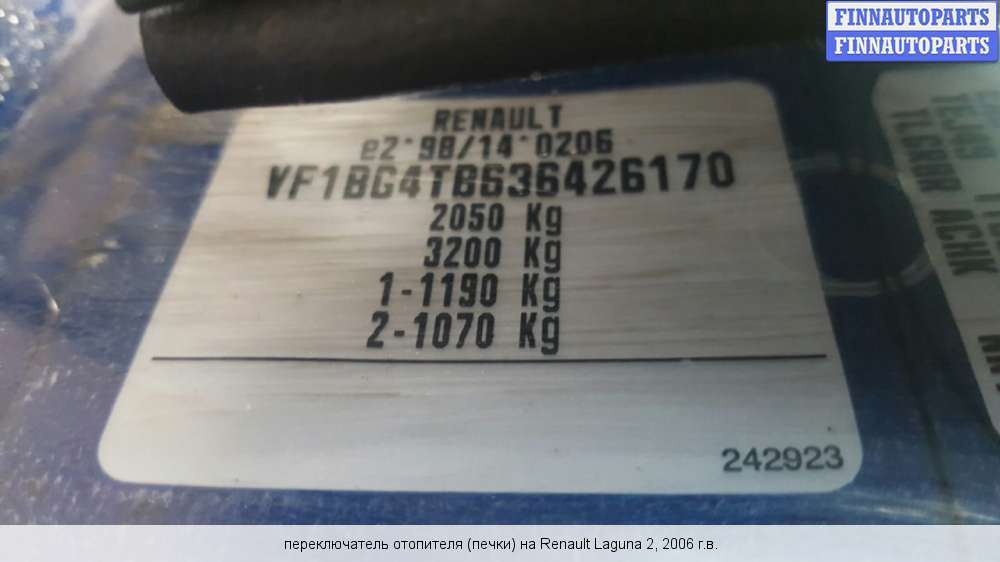 FINNAUTOPARTS
FINNAUTOPARTS
RENAULT
e2*98/14*0206
VF1BG4TB636426170
2050 Kg
3200 Kg
1-1190 Kg
2-1070 Kg
242923
ACHK
переключатель отопителя (печки) на Renault Laguna 2, 2006 г.в.